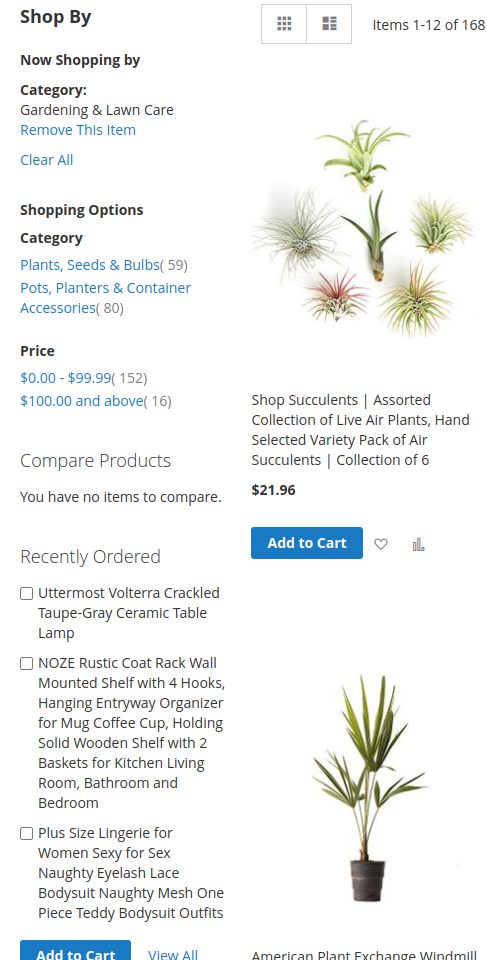 Shop By
Now Shopping by
Category:
Gardening & Lawn Care
Remove This Item
Clear All
Shopping Options
Category
Plants, Seeds & Bulbs( 59)
Pots, Planters & Container
Accessories( 80)
Price
$0.00 - $99.99( 152)
$100.00 and above( 16)
Compare Products
You have no items to compare.
Recently Ordered
Uttermost Volterra Crackled
Taupe-Gray Ceramic Table
Lamp
NOZE Rustic Coat Rack Wall
Mounted Shelf with 4 Hooks,
Hanging Entryway Organizer
for Mug Coffee Cup, Holding
Solid Wooden Shelf with 2
Baskets for Kitchen Living
Room, Bathroom and
Bedroom
Plus Size Lingerie for
Women Sexy for Sex
Naughty Eyelash Lace
Bodysuit Naughty Mesh One
Piece Teddy Bodysuit Outfits
Add to Cart
View All
Items 1-12 of 168
Shop Succulents | Assorted
Collection of Live Air Plants, Hand
Selected Variety Pack of Air
Succulents | Collection of 6
$21.96
Add to Cart
American Plant Exchange Windmill